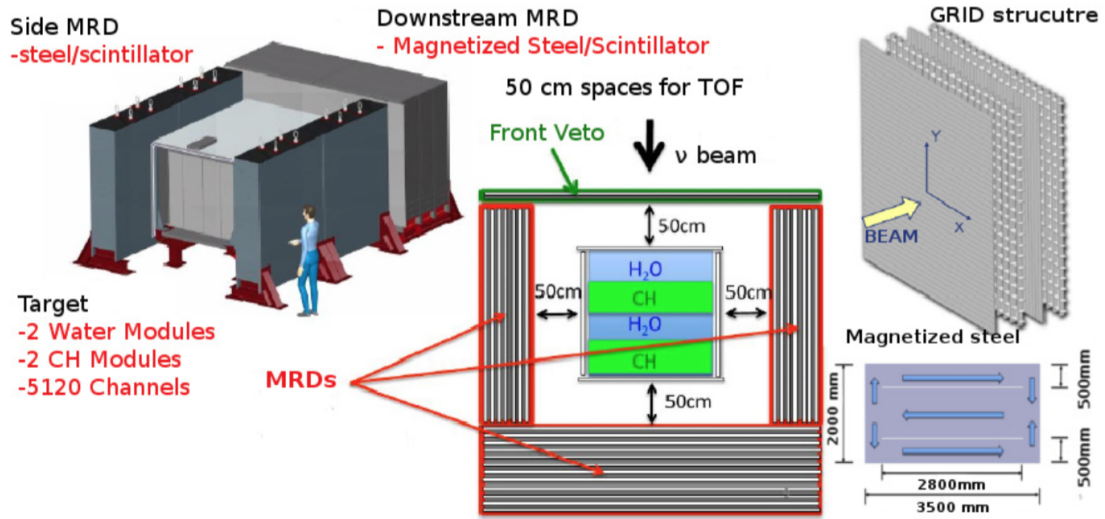 Side MRD
-steel/scintillator
Downstream MRD
- Magnetized Steel/Scintillator
50 cm spaces for TOF
Front Veto
ν beam
50cm
H₂O
CH
H₂O
CH
50cm
50cm
50cm
MRDs
Target
-2 Water Modules
-2 CH Modules
-5120 Channels
GRID strucutre
Y
X
BEAM
Magnetized steel
2000 mm
500mm
500mm
2800mm
3500 mm